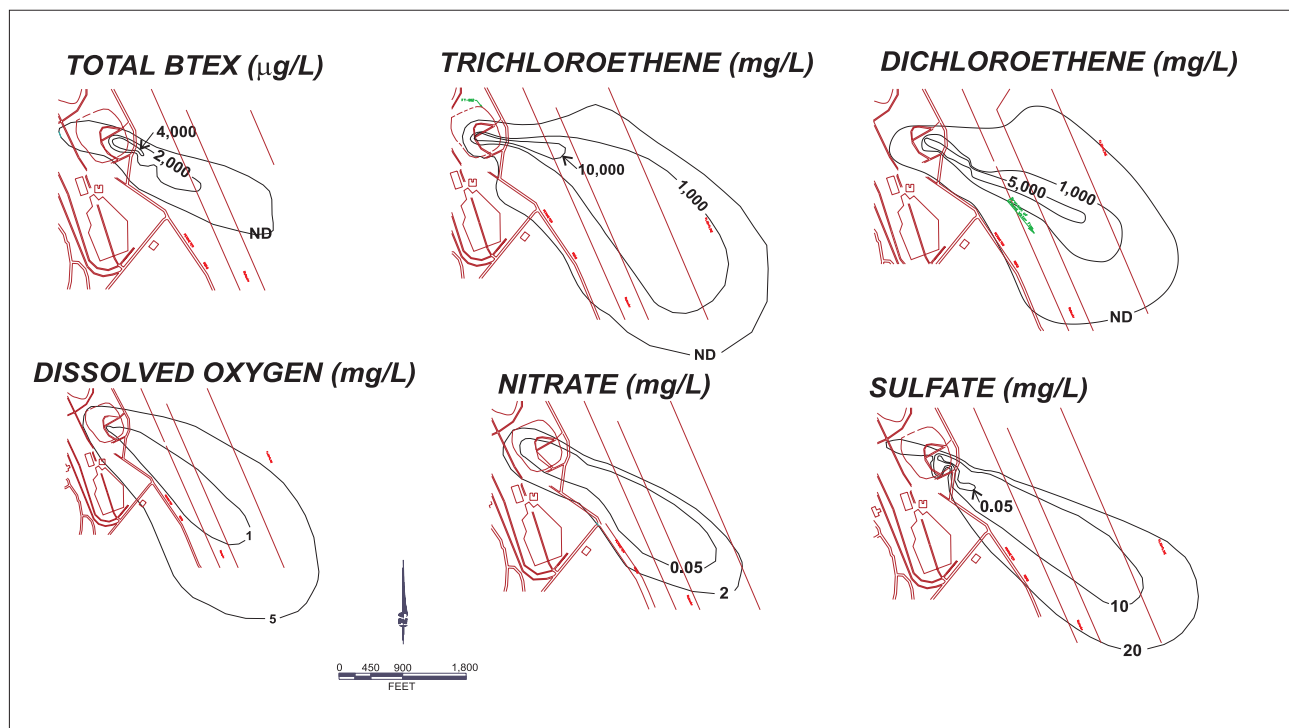 TOTAL BTEX (µg/L)
4,000
2,000
ND
TRICHLOROETHENE (mg/L)
10,000
1,000
ND
DICHLOROETHENE (mg/L)
5,000
1,000
ND
DISSOLVED OXYGEN (mg/L)
1
5
NITRATE (mg/L)
0.05
2
SULFATE (mg/L)
0.05
10
20
0 450 900 1,800
FEET